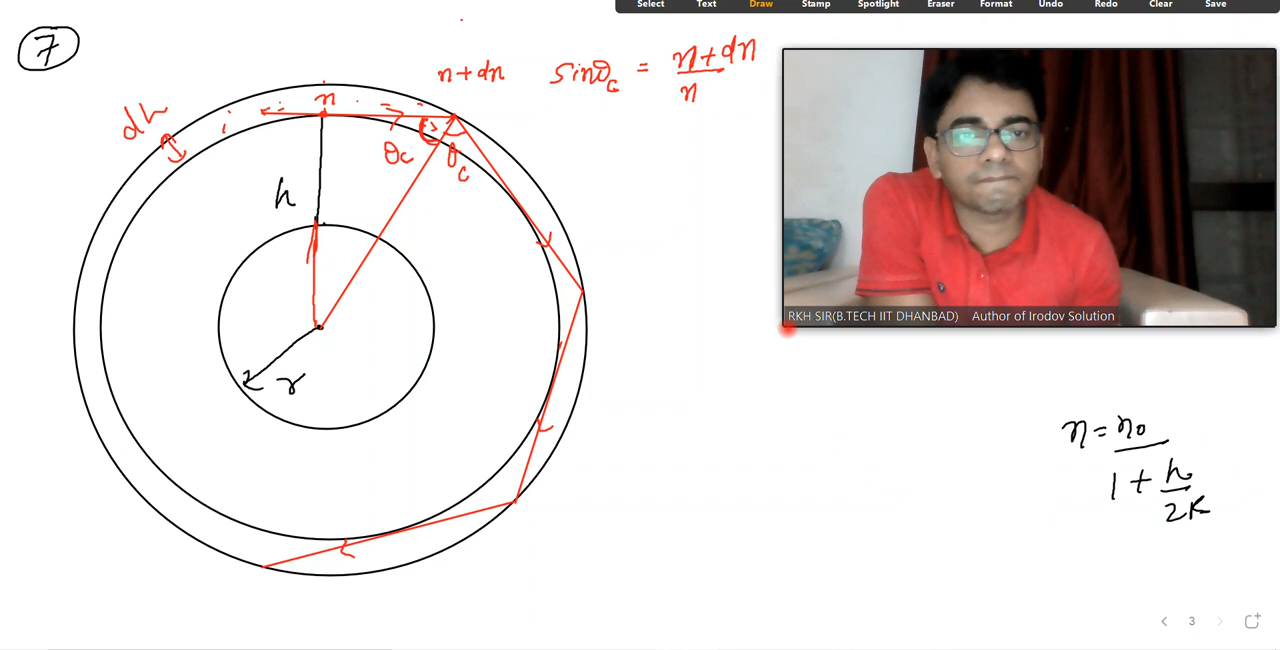 Select Text Draw Stamp Spotlight Eraser Format Undo Redo Clear Save
7
n+dn
sinθc = n+dn
n
n
dh
i
θc
θc
h
r
RKH SIR(B.TECH IIT DHANBAD) Author of Irodov Solution
n = n0
1 + h
2R
3